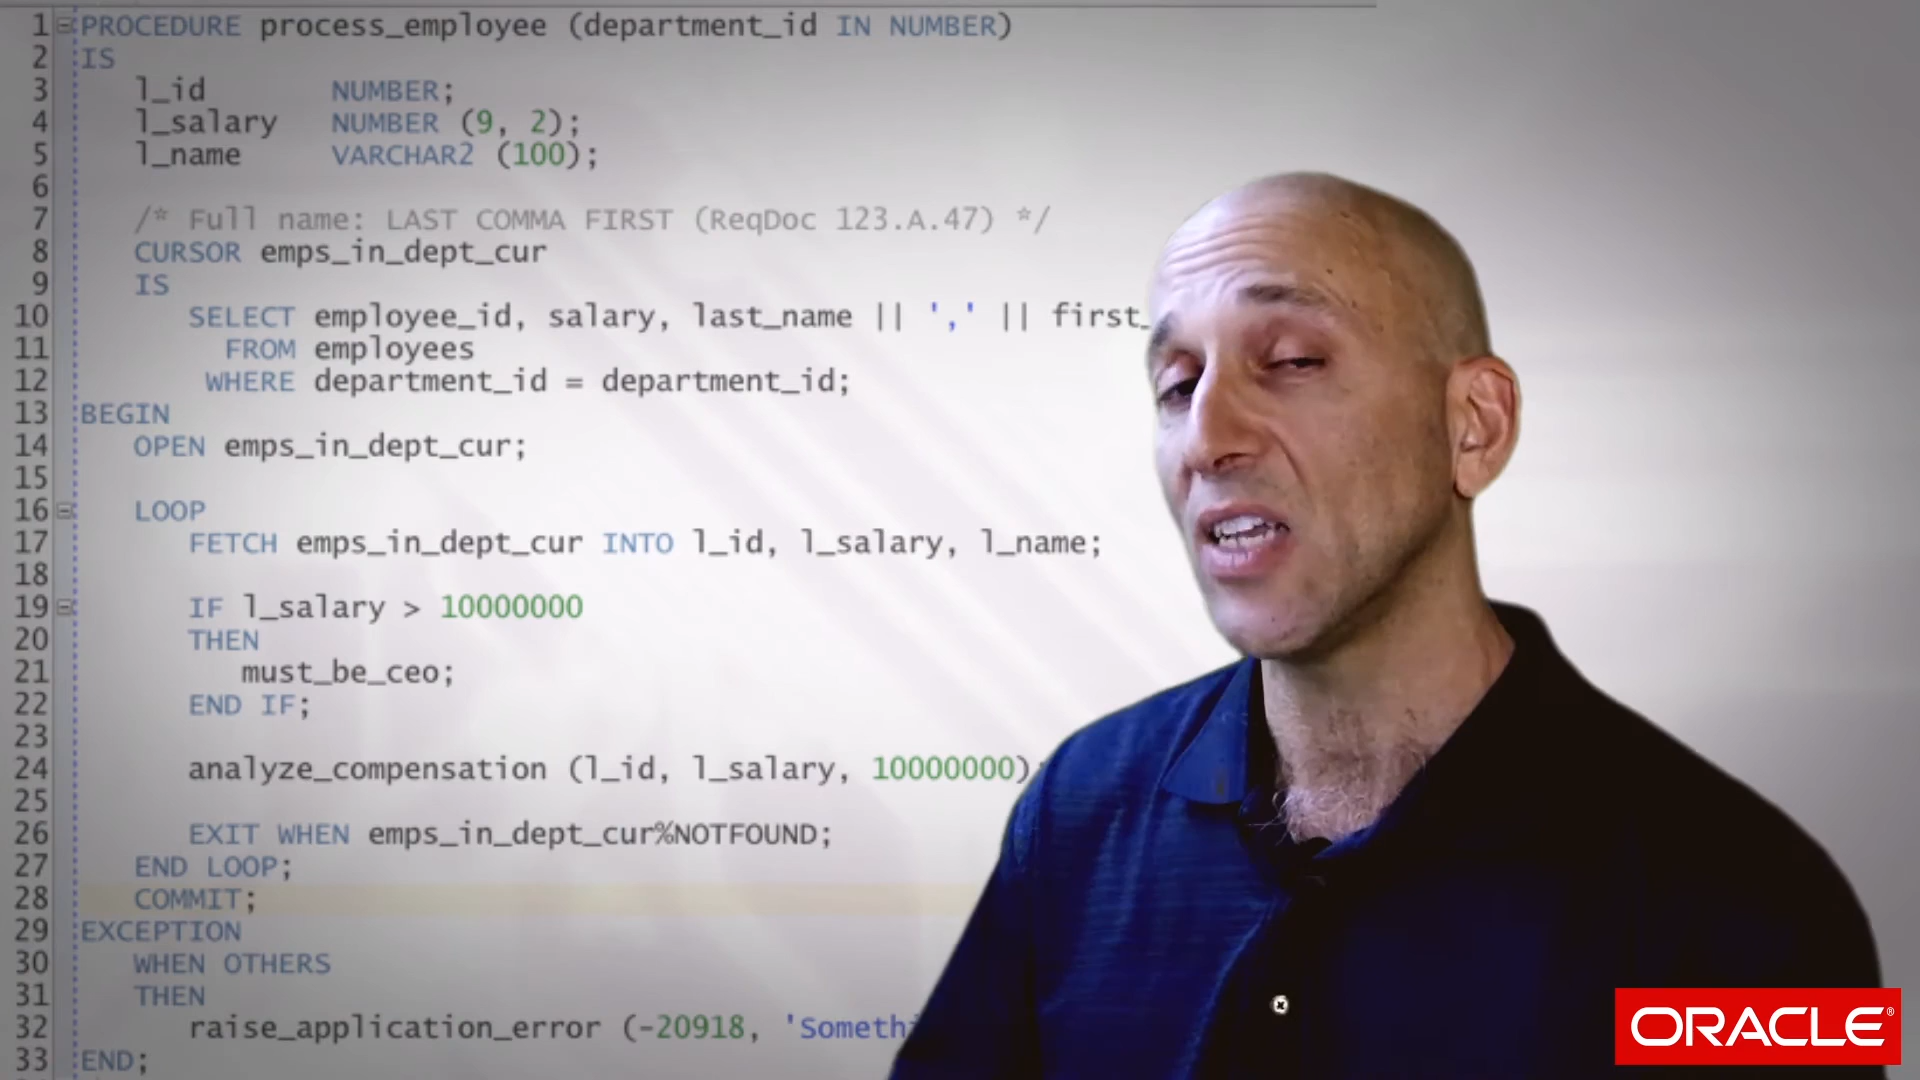 1 PROCEDURE process_employee (department_id IN NUMBER)
2 IS
3 l_id NUMBER;
4 l_salary NUMBER (9, 2);
5 l_name VARCHAR2 (100);
6
7 /* Full name: LAST COMMA FIRST (ReqDoc 123.A.47) */
8 CURSOR emps_in_dept_cur
9 IS
10 SELECT employee_id, salary, last_name || ',' || first_
11 FROM employees
12 WHERE department_id = department_id;
13 BEGIN
14 OPEN emps_in_dept_cur;
15
16 LOOP
17 FETCH emps_in_dept_cur INTO l_id, l_salary, l_name;
18
19 IF l_salary > 10000000
20 THEN
21 must_be_ceo;
22 END IF;
23
24 analyze_compensation (l_id, l_salary, 10000000);
25
26 EXIT WHEN emps_in_dept_cur%NOTFOUND;
27 END LOOP;
28 COMMIT;
29 EXCEPTION
30 WHEN OTHERS
31 THEN
32 raise_application_error (-20918, 'Somethi
33 END;
ORACLE®